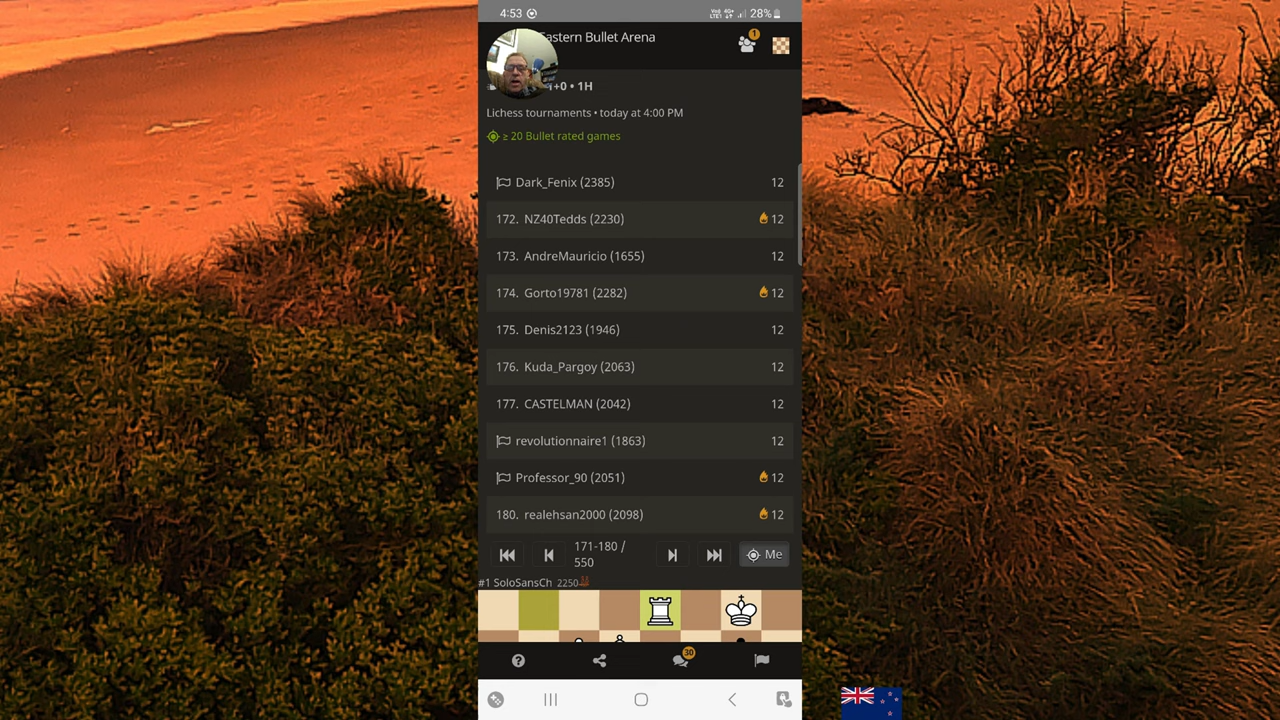 4:53
28%
Eastern Bullet Arena
1
+0 • 1H
Lichess tournaments • today at 4:00 PM
≥ 20 Bullet rated games
Dark_Fenix (2385) 12
172. NZ40Tedds (2230) 12
173. AndreMauricio (1655) 12
174. Gorto19781 (2282) 12
175. Denis2123 (1946) 12
176. Kuda_Pargoy (2063) 12
177. CASTELMAN (2042) 12
revolutionnaire1 (1863) 12
Professor_90 (2051) 12
180. realehsan2000 (2098) 12
171-180 /
550
Me
#1 SoloSansCh 2250
30